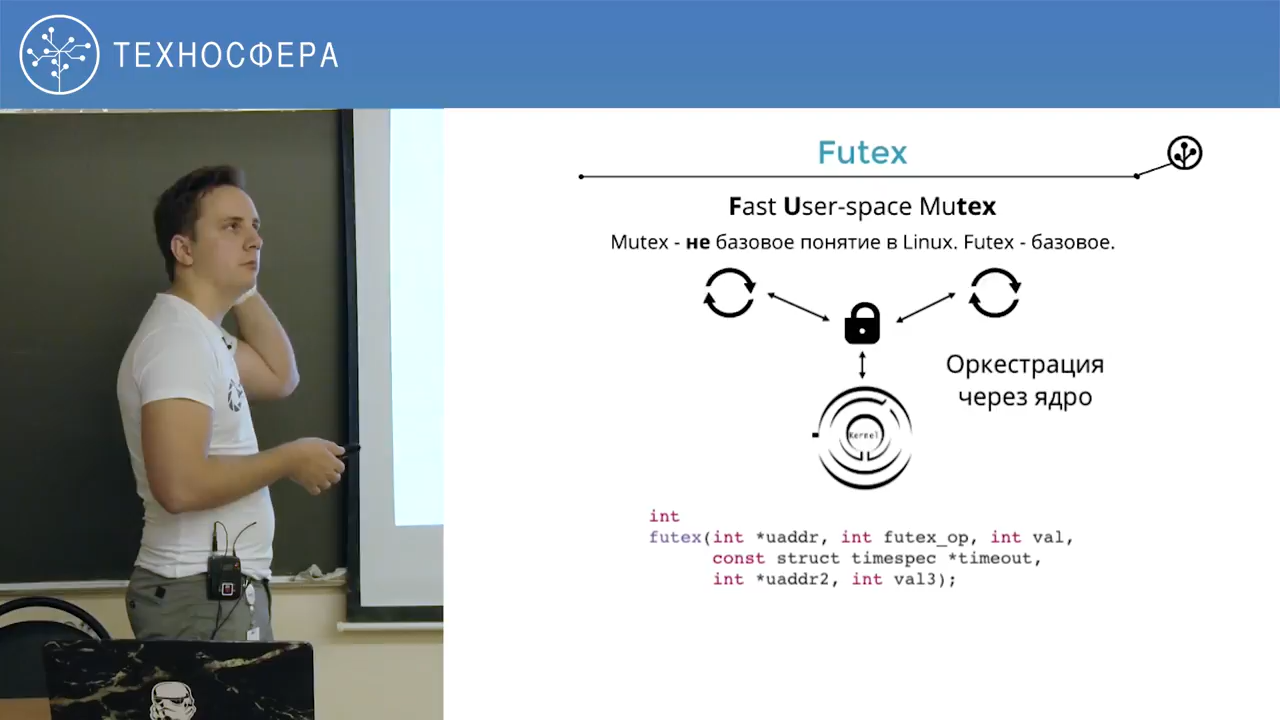 ТЕХНОСФЕРА
Futex
Fast User-space Mutex
Mutex - не базовое понятие в Linux. Futex - базовое.
Оркестрация
через ядро
Kernel
int
futex(int *uaddr, int futex_op, int val,
const struct timespec *timeout,
int *uaddr2, int val3);